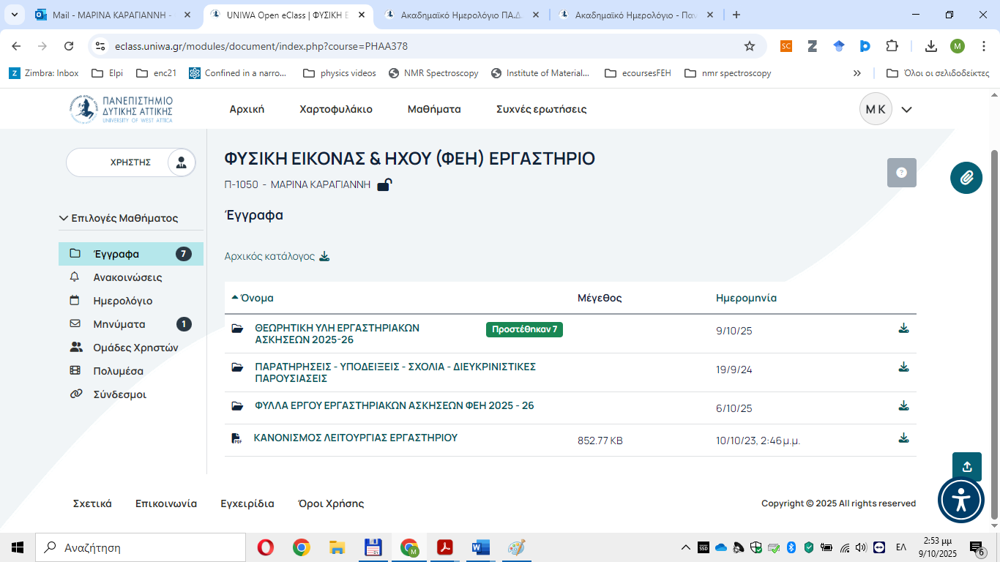 Mail - ΜΑΡΙΝΑ ΚΑΡΑΓΙΑΝΝΗ -
UNIWA Open eClass | ΦΥΣΙΚΗ Ε
Ακαδημαϊκό Ημερολόγιο ΠΑ.Δ.
Ακαδημαϊκό Ημερολόγιο - Παν
eclass.uniwa.gr/modules/document/index.php?course=PHAA378
SC
M
Zimbra: Inbox
Elpi
enc21
Confined in a narro...
physics videos
NMR Spectroscopy
Institute of Material...
ecoursesFEH
nmr spectroscopy
»
Όλοι οι σελιδοδείκτες
ΠΑΝΕΠΙΣΤΗΜΙΟ
ΔΥΤΙΚΗΣ ΑΤΤΙΚΗΣ
UNIVERSITY OF WEST ATTICA
Αρχική
Χαρτοφυλάκιο
Μαθήματα
Συχνές ερωτήσεις
Μ Κ
ΧΡΗΣΤΗΣ
Επιλογές Μαθήματος
Έγγραφα 7
Ανακοινώσεις
Ημερολόγιο
Μηνύματα 1
Ομάδες Χρηστών
Πολυμέσα
Σύνδεσμοι
ΦΥΣΙΚΗ ΕΙΚΟΝΑΣ & ΗΧΟΥ (ΦΕΗ) ΕΡΓΑΣΤΗΡΙΟ
Π-1050 - ΜΑΡΙΝΑ ΚΑΡΑΓΙΑΝΝΗ
Έγγραφα
Αρχικός κατάλογος
Όνομα Μέγεθος Ημερομηνία
ΘΕΩΡΗΤΙΚΗ ΥΛΗ ΕΡΓΑΣΤΗΡΙΑΚΩΝ
ΑΣΚΗΣΕΩΝ 2025-26
Προστέθηκαν 7
9/10/25
ΠΑΡΑΤΗΡΗΣΕΙΣ - ΥΠΟΔΕΙΞΕΙΣ - ΣΧΟΛΙΑ - ΔΙΕΥΚΡΙΝΙΣΤΙΚΕΣ
ΠΑΡΟΥΣΙΑΣΕΙΣ
19/9/24
ΦΥΛΛΑ ΕΡΓΟΥ ΕΡΓΑΣΤΗΡΙΑΚΩΝ ΑΣΚΗΣΕΩΝ ΦΕΗ 2025 - 26
6/10/25
PDF
ΚΑΝΟΝΙΣΜΟΣ ΛΕΙΤΟΥΡΓΙΑΣ ΕΡΓΑΣΤΗΡΙΟΥ
852.77 KB
10/10/23, 2:46 μ.μ.
Σχετικά
Επικοινωνία
Εγχειρίδια
Όροι Χρήσης
Copyright © 2025 All rights reserved
Αναζήτηση
SSD
ΕΛ
2:53 μμ
9/10/2025
6